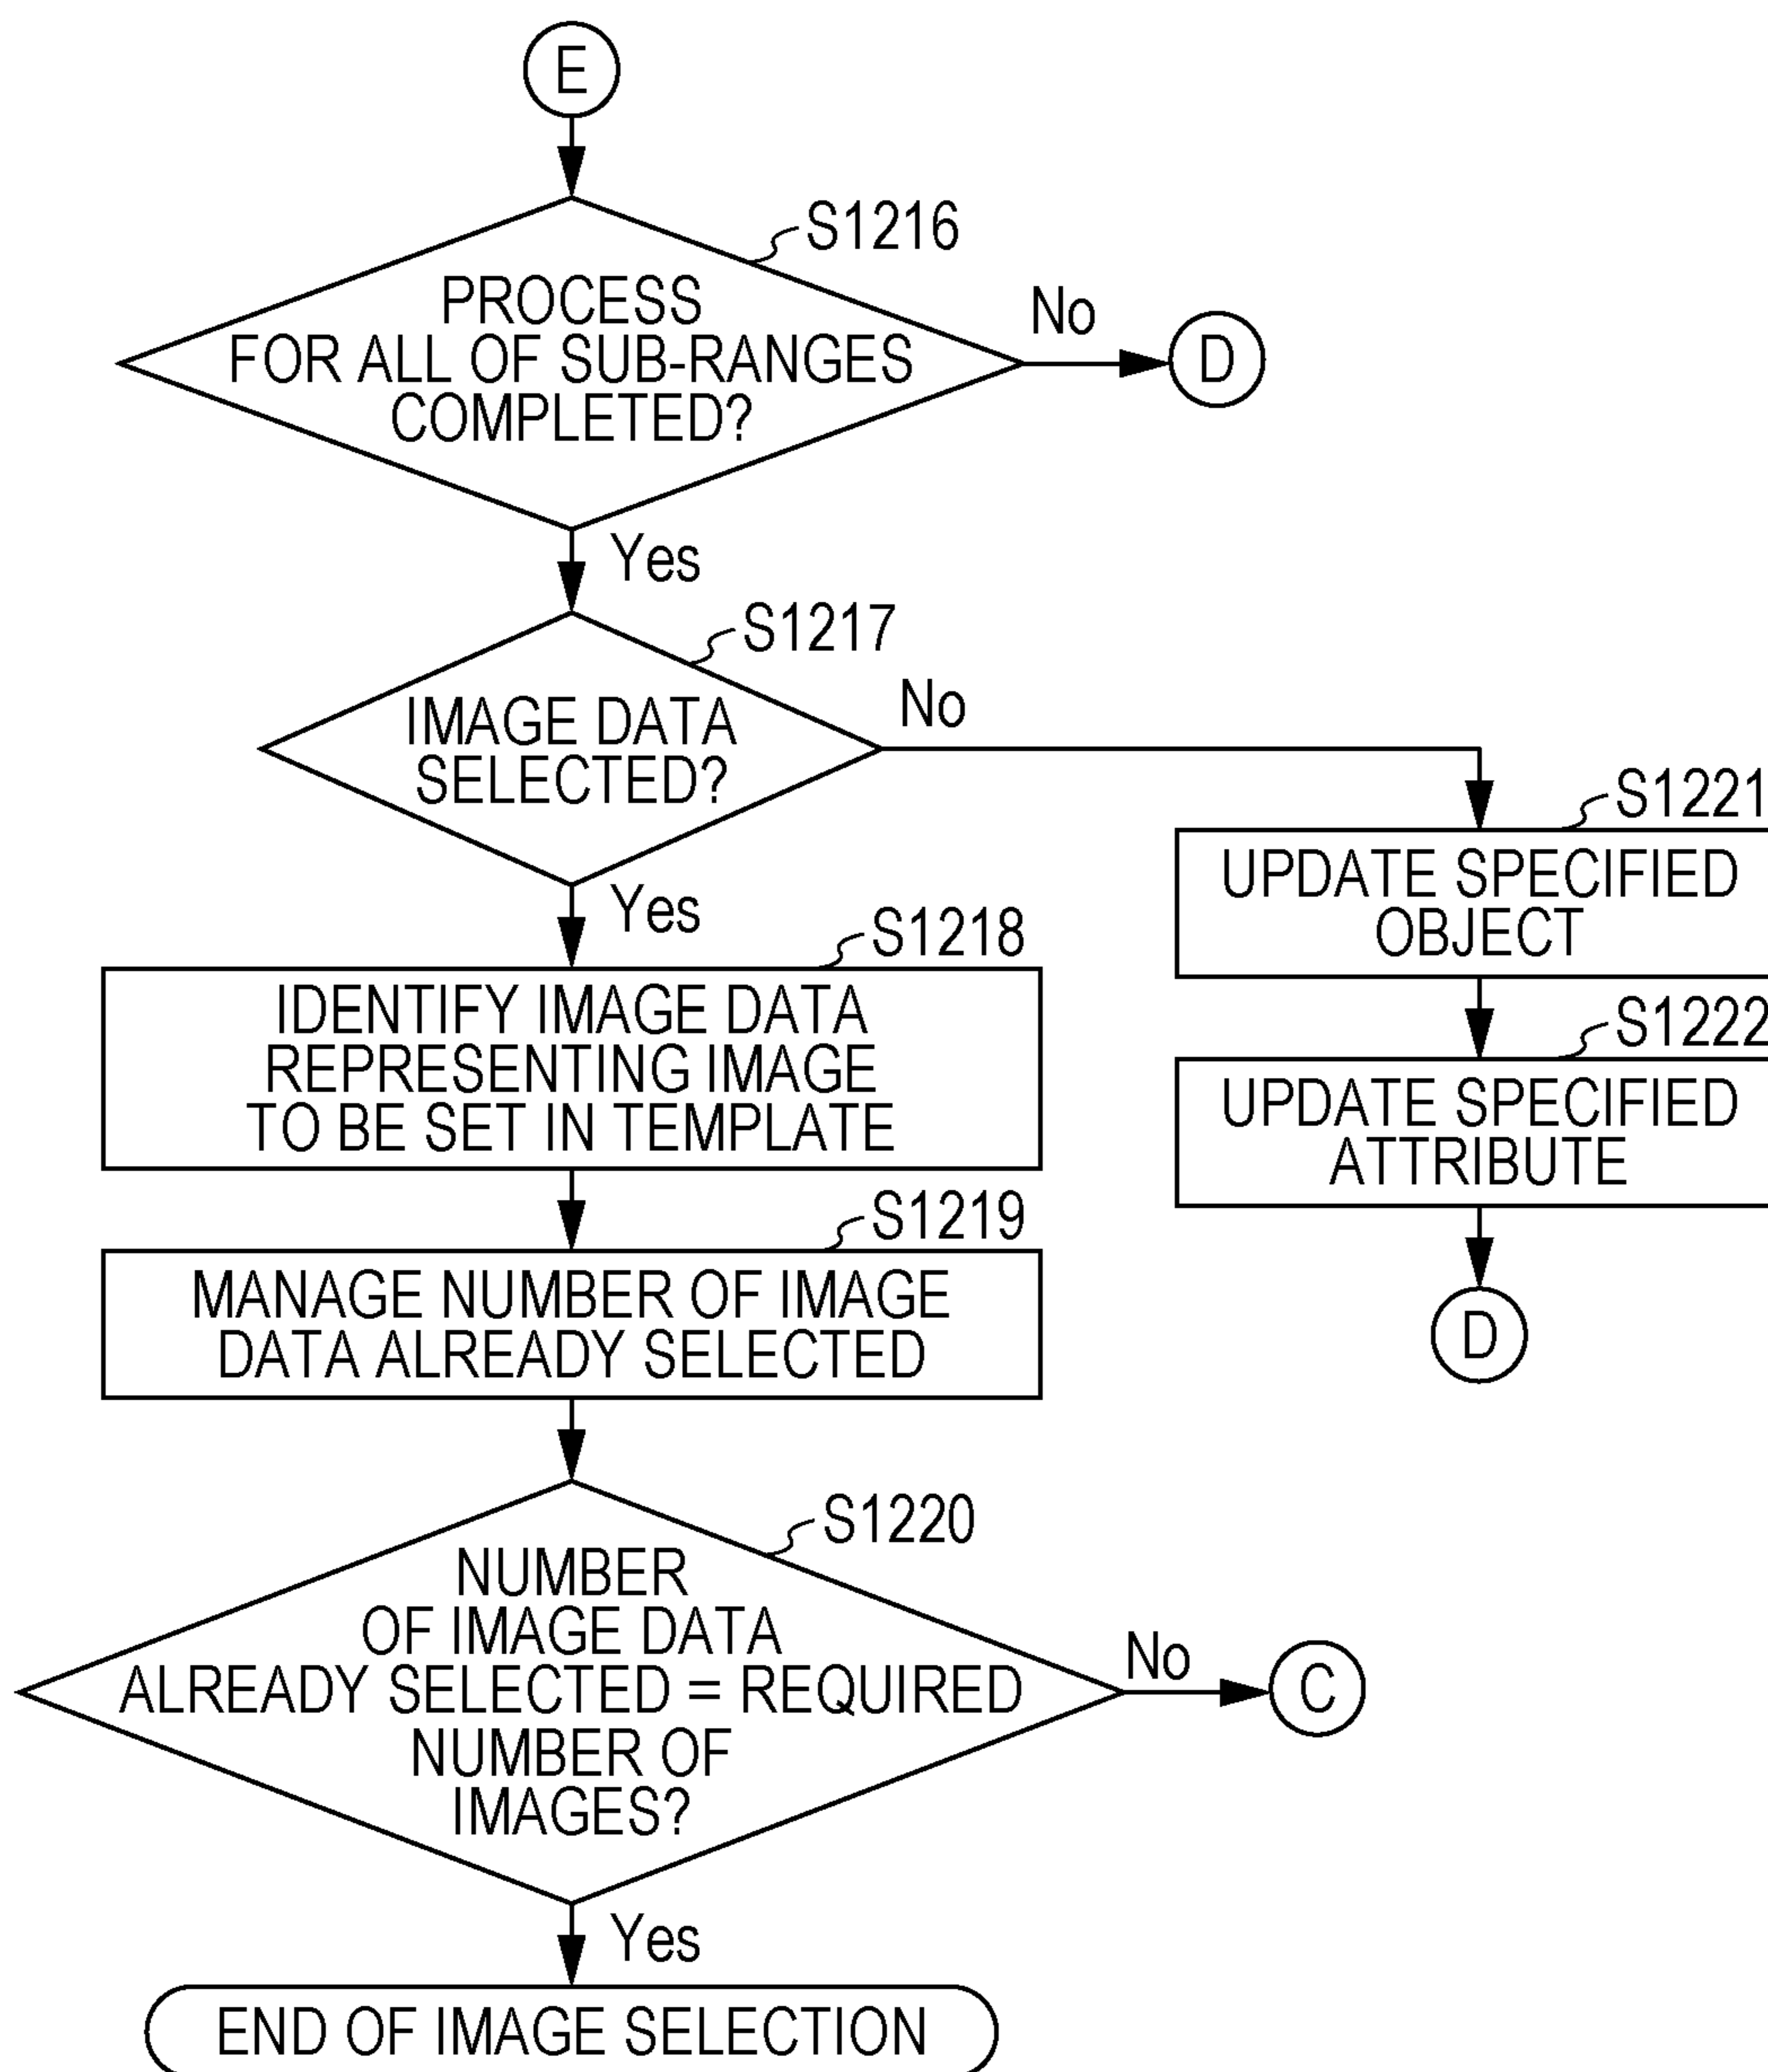 E
S1216
PROCESS
FOR ALL OF SUB-RANGES
COMPLETED?
No
D
Yes
S1217
IMAGE DATA
SELECTED?
No
Yes
S1221
UPDATE SPECIFIED
OBJECT
S1218
IDENTIFY IMAGE DATA
REPRESENTING IMAGE
TO BE SET IN TEMPLATE
S1222
UPDATE SPECIFIED
ATTRIBUTE
S1219
MANAGE NUMBER OF IMAGE
DATA ALREADY SELECTED
D
S1220
NUMBER
OF IMAGE DATA
ALREADY SELECTED = REQUIRED
NUMBER OF
IMAGES?
No
C
Yes
END OF IMAGE SELECTION